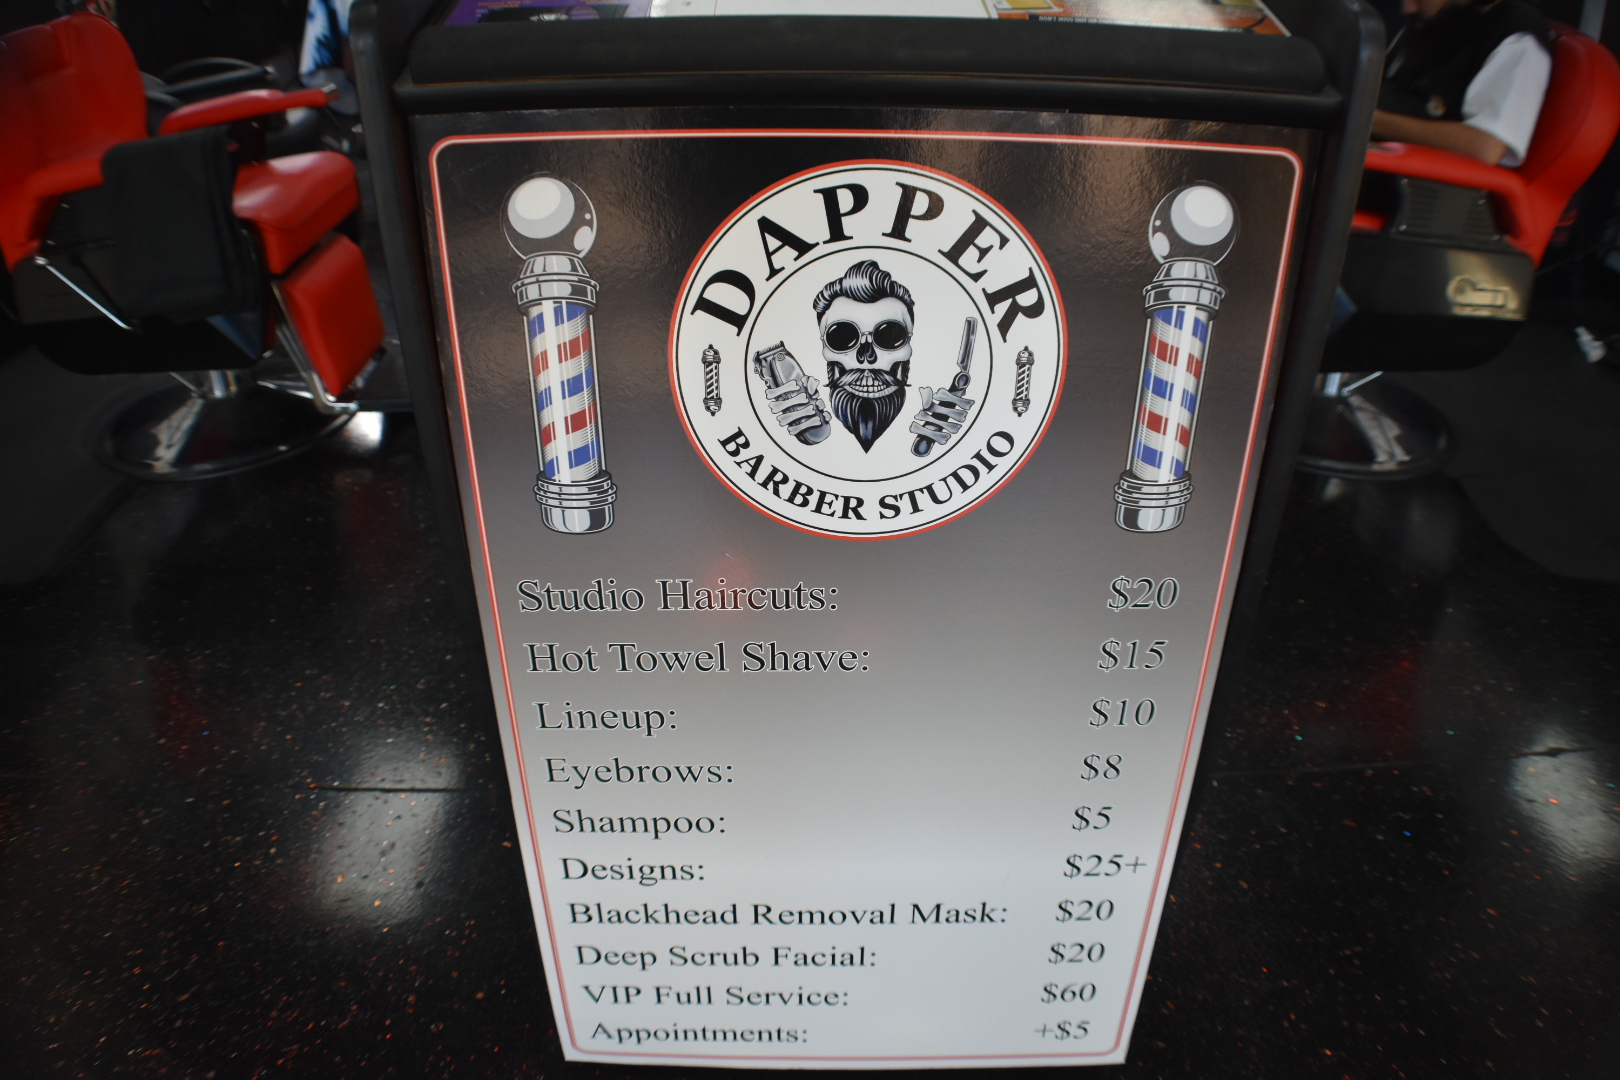 DAPPER
BARBER STUDIO
Studio Haircuts: $20
Hot Towel Shave: $15
Lineup: $10
Eyebrows: $8
Shampoo: $5
Designs: $25+
Blackhead Removal Mask: $20
Deep Scrub Facial: $20
VIP Full Service: $60
Appointments: +$5